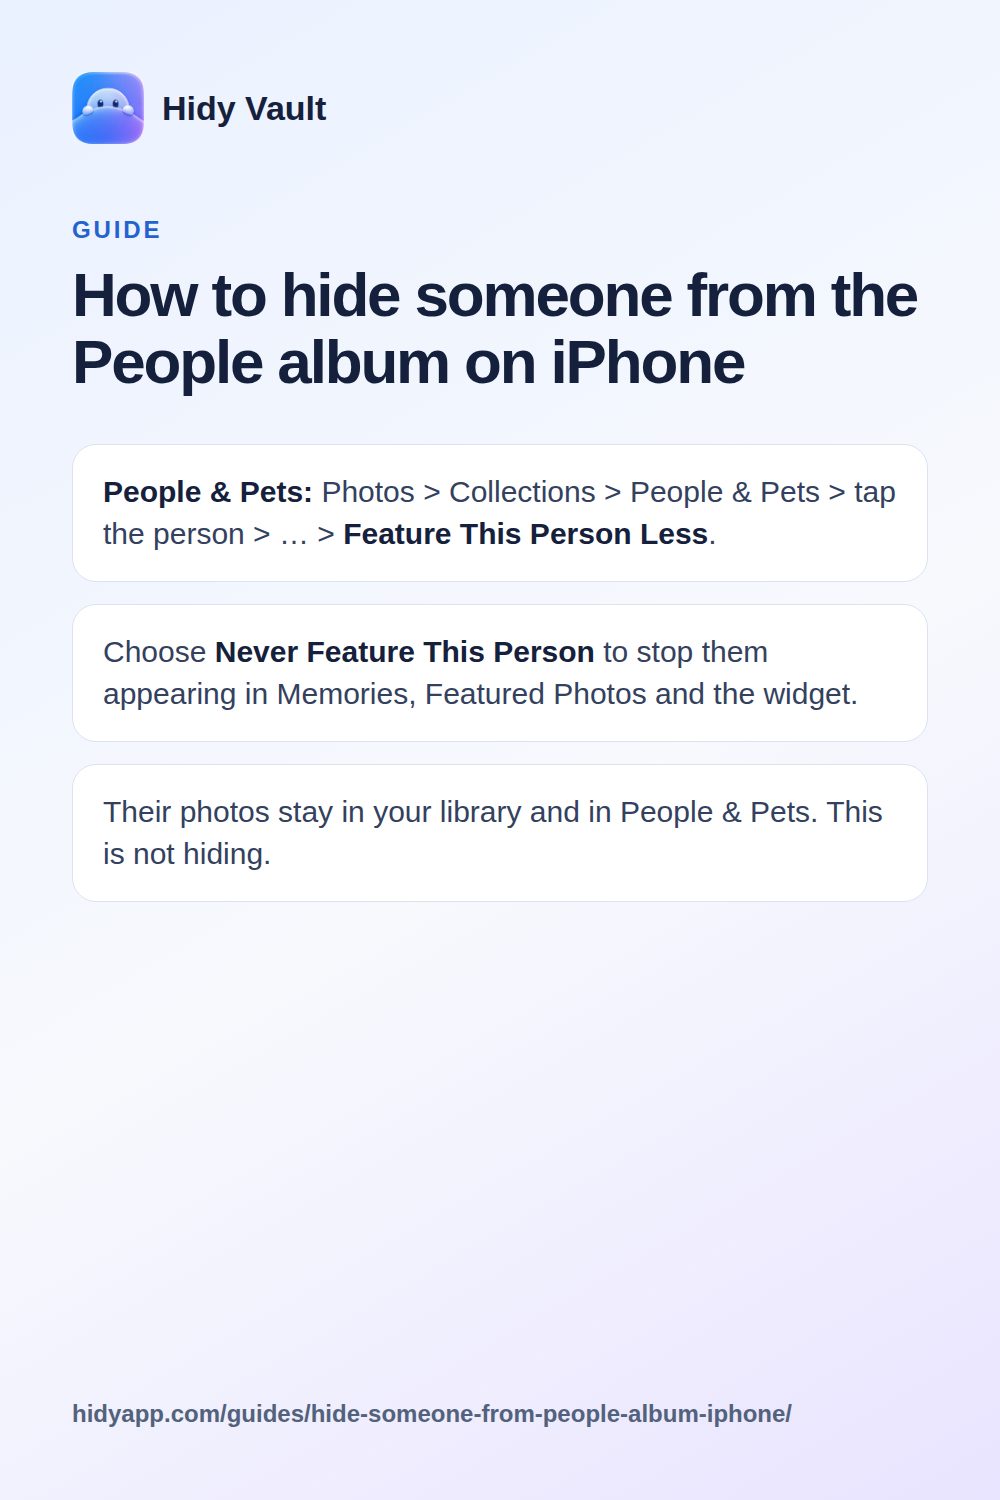 Hidy Vault
GUIDE
How to hide someone from the
People album on iPhone
People & Pets: Photos > Collections > People & Pets > tap
the person > … > Feature This Person Less.
Choose Never Feature This Person to stop them
appearing in Memories, Featured Photos and the widget.
Their photos stay in your library and in People & Pets. This
is not hiding.
hidyapp.com/guides/hide-someone-from-people-album-iphone/